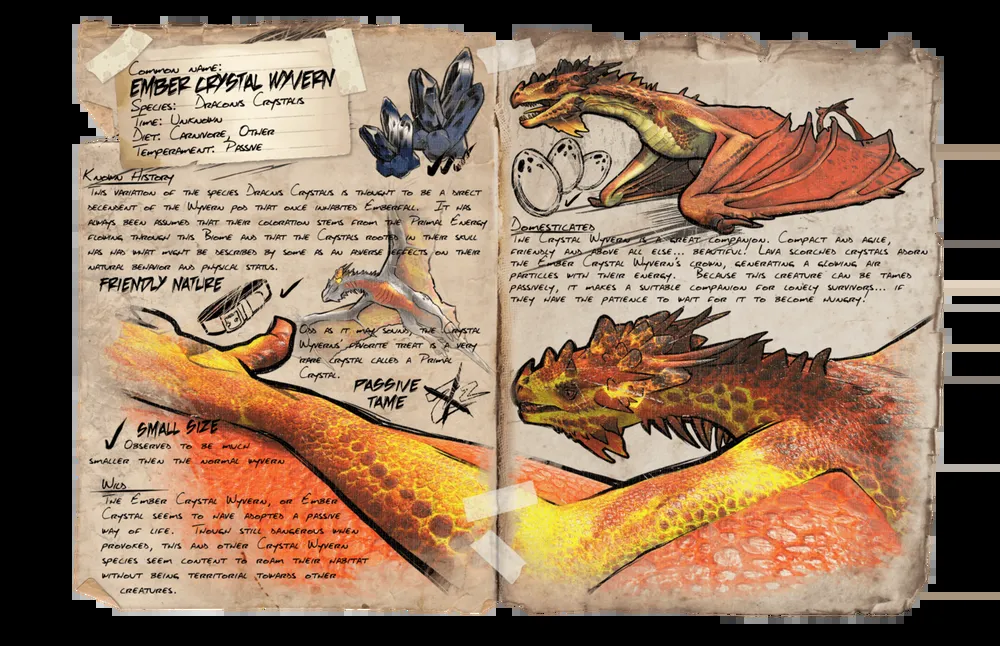 Common name:
Ember Crystal Wyvern
Species: Draconis Crystalis
Time: Unknown
Diet: Carnivore, Other
Temperament: Passive
Known History
This variation of the species Draconis Crystalis is thought to be a direct
decendent of the Wyvern pod that once inhabited Emberfall. It has
always been assumed that their coloration stems from the Primal Energy
flowing through this Biome and that the Crystals rooted in their skull
has had what might be described by some as an adverse effects on their
natural behavior and physical status.
Friendly Nature
Odd as it may sound, the Crystal
Wyverns' favorite treat is a very
rare crystal called a Primal
Crystal.
Passive
Tame
Small Size
Observed to be much
smaller then the normal wyvern
Wild
The Ember Crystal Wyvern, or Ember
Crystal seems to have adopted a passive
way of life. Though still dangerous when
provoked, this and other Crystal Wyvern
species seem content to roam their habitat
without being territorial towards other
creatures.
Domesticated
The Crystal Wyvern is a great companion. Compact and agile,
friendly and above all else... beautiful! Lava scorched crystals adorn
the Ember Crystal Wyvern's crown, generating a glowing air
particles with their energy. Because this creature can be tamed
passively, it makes a suitable companion for lonely survivors... if
they have the patience to wait for it to become hungry!